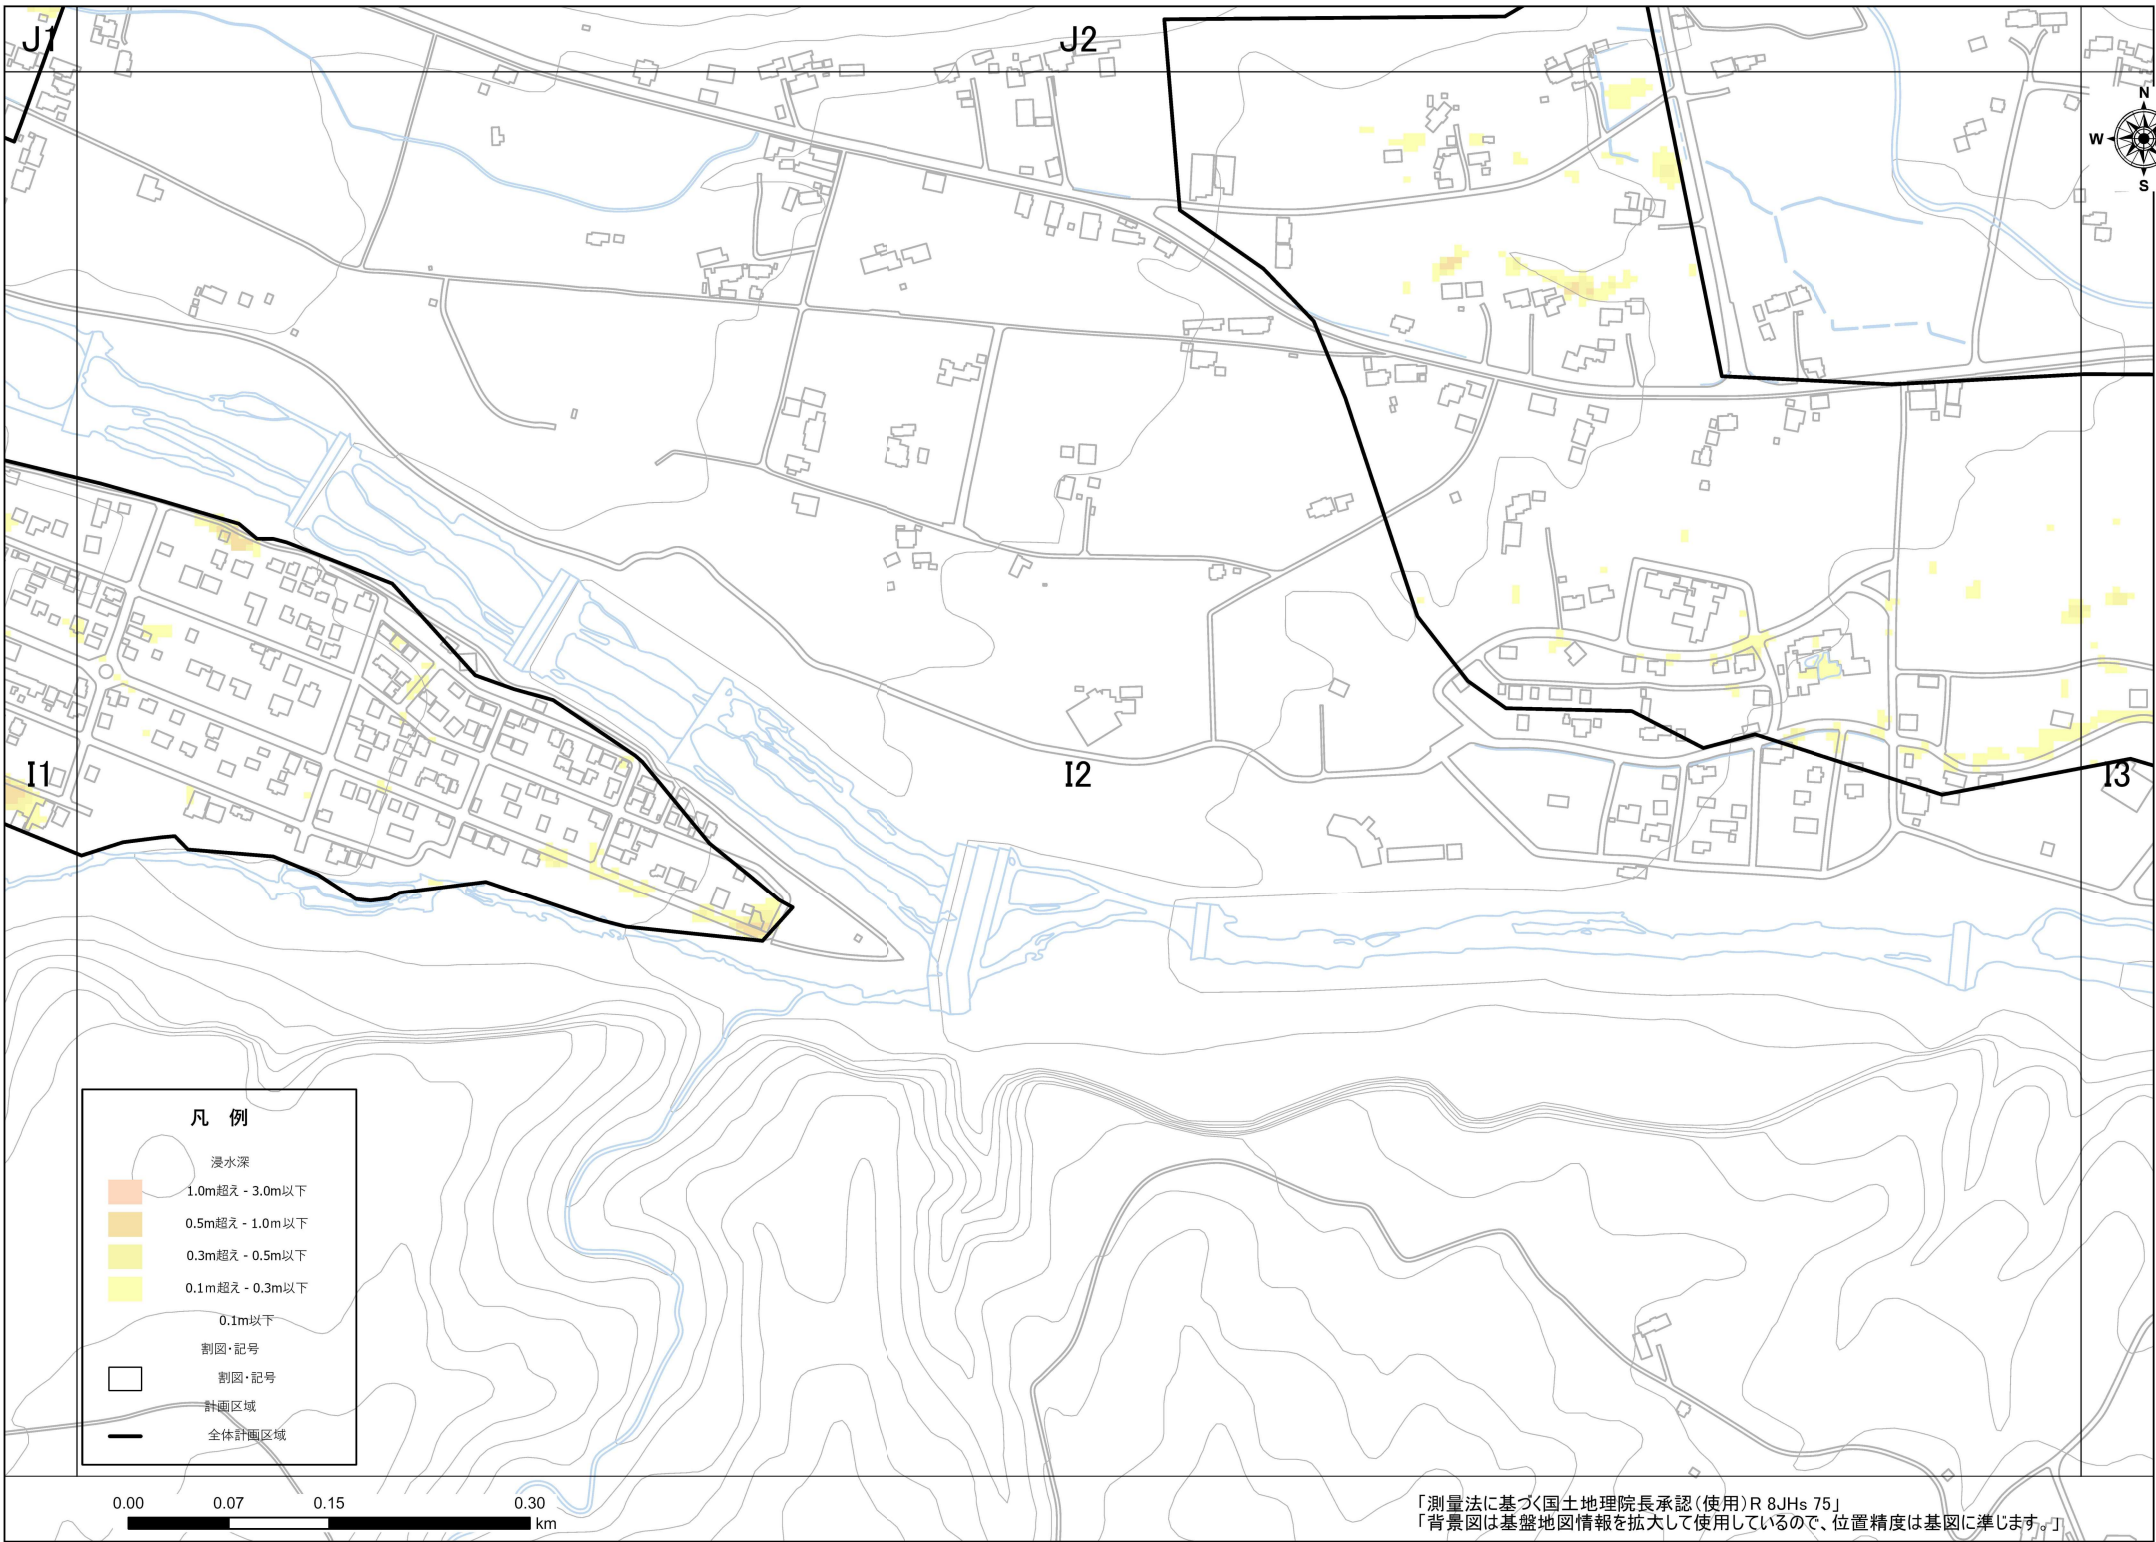 J1
J2
N
W
S
I1
I2
I3
凡 例
浸水深
1.0m超え - 3.0m以下
0.5m超え - 1.0m以下
0.3m超え - 0.5m以下
0.1m超え - 0.3m以下
0.1m以下
割図・記号
割図・記号
計画区域
全体計画区域
0.00 0.07 0.15 0.30
km
「測量法に基づく国土地理院長承認(使用)R 8JHs 75」
「背景図は基盤地図情報を拡大して使用しているので、位置精度は基図に準じます。」